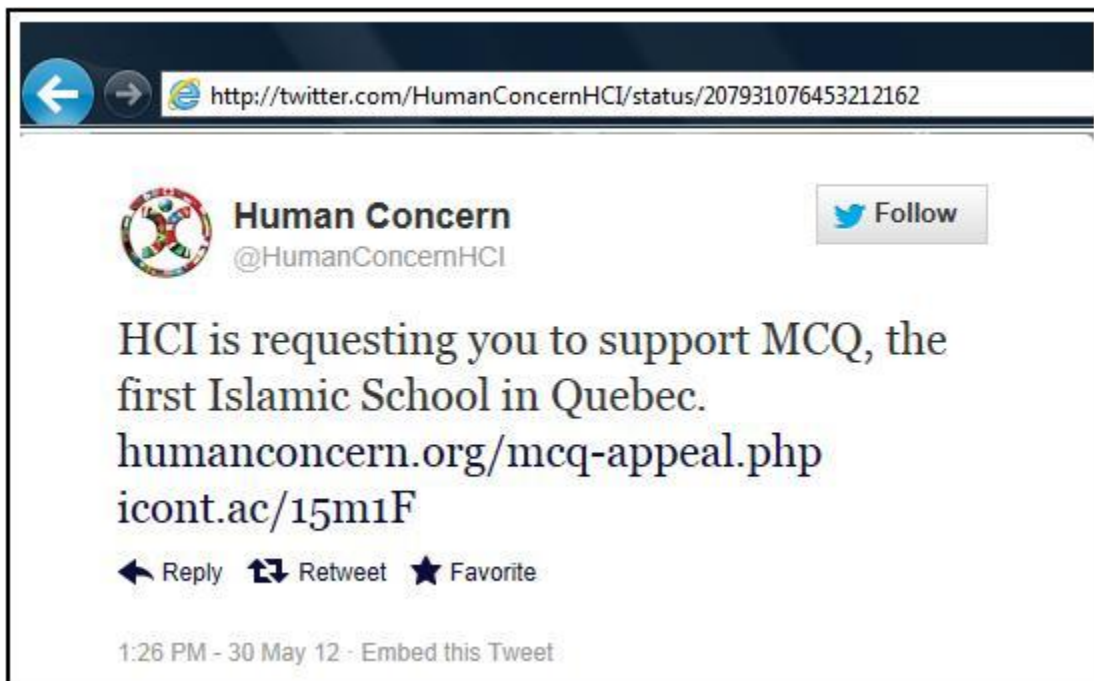 http://twitter.com/HumanConcernHCI/status/207931076453212162
Human Concern
Follow
@HumanConcernHCI
HCI is requesting you to support MCQ, the
first Islamic School in Quebec.
humanconcern.org/mcq-appeal.php
icont.ac/15m1F
Reply Retweet Favorite
1:26 PM - 30 May 12 · Embed this Tweet